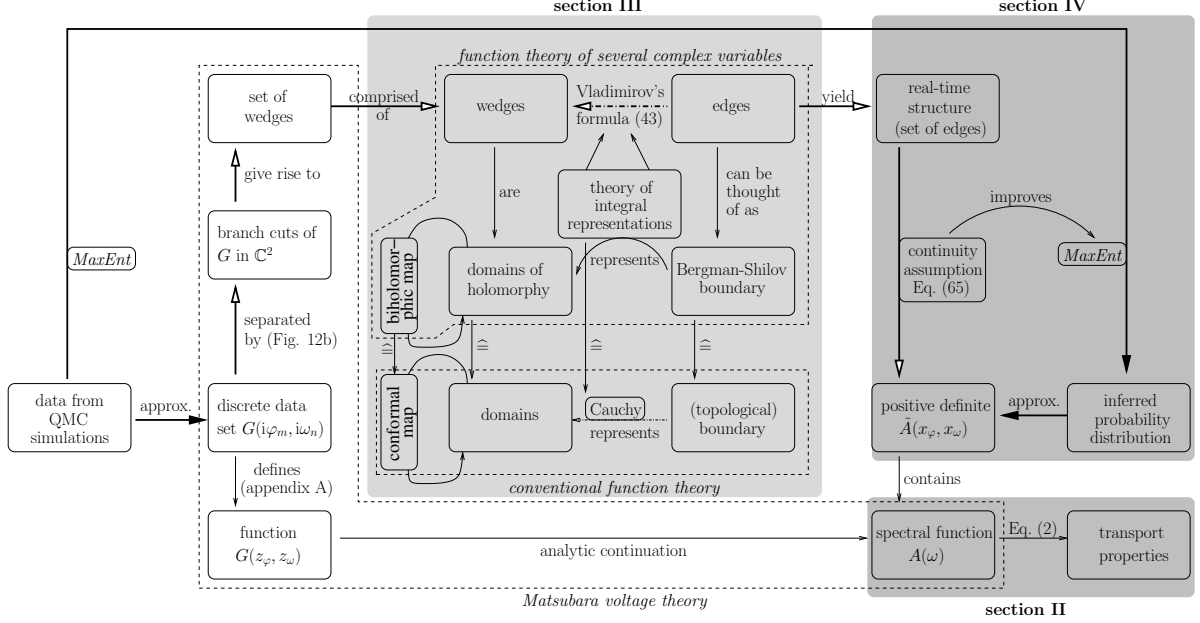 section III
section IV
function theory of several complex variables
set of
wedges
comprised
of
wedges
Vladimirov's
formula (43)
edges
yield
real-time
structure
(set of edges)
give rise to
are
theory of
integral
representations
can be
thought
of as
improves
MaxEnt
branch cuts of
G in ℂ²
biholomor–
phic map
domains of
holomorphy
represents
Bergman-Shilov
boundary
continuity
assumption
Eq. (65)
MaxEnt
separated
by (Fig. 12b)
≙
≙
≙
≙
data from
QMC
simulations
approx.
discrete data
set G(iφₘ, iωₙ)
conformal
map
domains
Cauchy
represents
(topological)
boundary
positive definite
Ã(x_φ, x_ω)
approx.
inferred
probability
distribution
defines
(appendix A)
conventional function theory
contains
function
G(z_φ, z_ω)
analytic continuation
spectral function
A(ω)
Eq. (2)
transport
properties
Matsubara voltage theory
section II